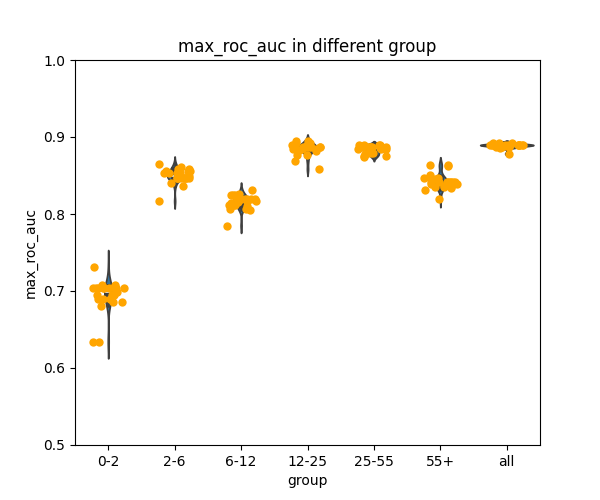 max_roc_auc in different group
1.0
0.9
0.8
0.7
0.6
0.5
max_roc_auc
0-2 2-6 6-12 12-25 25-55 55+ all
group